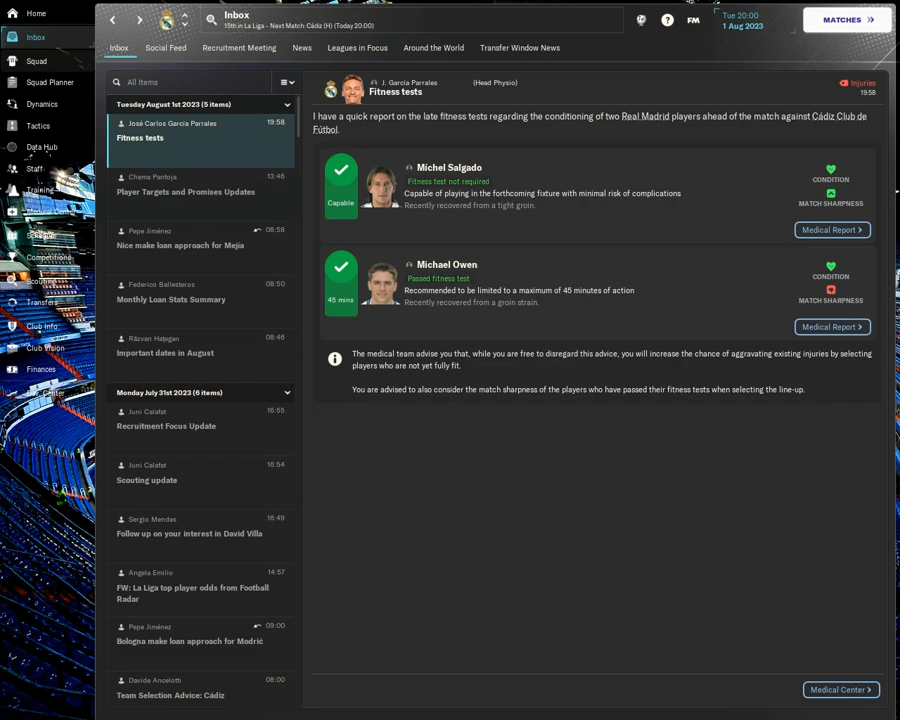 Home
Inbox
Squad
Squad Planner
Dynamics
Tactics
Data Hub
Staff
Training
Competitions
Scouting
Transfers
Club Info
Club Vision
Finances
Inbox
15th in La Liga - Next Match: Cádiz (H) (Today 20:00)
FM
Tue 20:00
1 Aug 2023
MATCHES
Inbox
Social Feed
Recruitment Meeting
News
Leagues in Focus
Around the World
Transfer Window News
All Items
Tuesday August 1st 2023 (5 items)
José Carlos García Parrales
19:58
Fitness tests
Chema Pantoja
13:46
Player Targets and Promises Updates
Pepe Jiménez
08:58
Nice make loan approach for Mejía
Federico Ballesteros
08:50
Monthly Loan Stats Summary
Răzvan Hațegan
08:46
Important dates in August
Monday July 31st 2023 (6 items)
Juni Calafat
16:55
Recruitment Focus Update
Juni Calafat
16:54
Scouting update
Sergio Mendes
16:49
Follow up on your interest in David Villa
Angela Emilio
14:57
FW: La Liga top player odds from Football
Radar
Pepe Jiménez
09:00
Bologna make loan approach for Modrić
Davide Ancelotti
08:00
Team Selection Advice: Cádiz
J. García Parrales
(Head Physio)
Fitness tests
Injuries
19:58
I have a quick report on the late fitness tests regarding the conditioning of two Real Madrid players ahead of the match against Cádiz Club de
Fútbol.
Capable
Míchel Salgado
Fitness test not required
Capable of playing in the forthcoming fixture with minimal risk of complications
Recently recovered from a tight groin.
CONDITION
MATCH SHARPNESS
Medical Report
45 mins
Michael Owen
Passed fitness test
Recommended to be limited to a maximum of 45 minutes of action
Recently recovered from a groin strain.
CONDITION
MATCH SHARPNESS
Medical Report
The medical team advise you that, while you are free to disregard this advice, you will increase the chance of aggravating existing injuries by selecting
players who are not yet fully fit.
You are advised to also consider the match sharpness of the players who have passed their fitness tests when selecting the line-up.
Medical Center